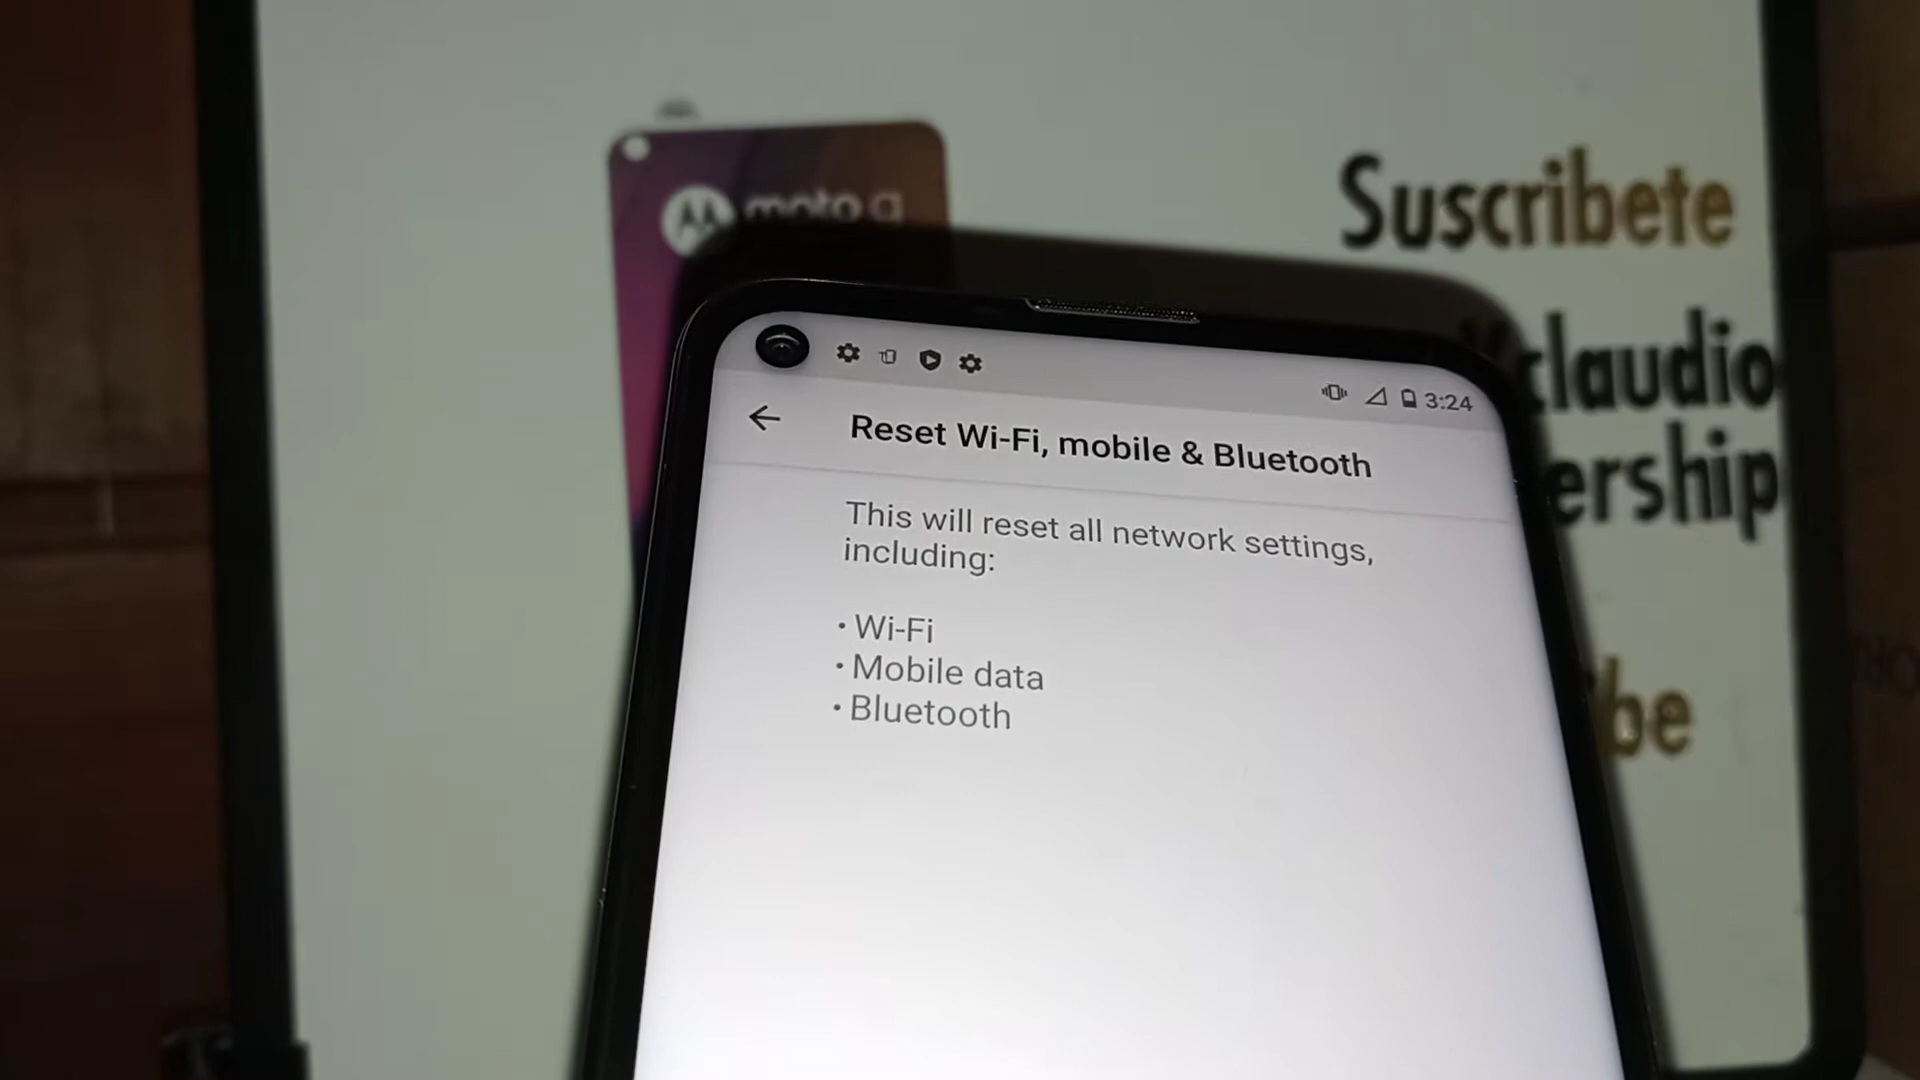 Suscribete
moto g
claudio
ership
be
3:24
Reset Wi-Fi, mobile & Bluetooth
This will reset all network settings,
including:
• Wi-Fi
• Mobile data
• Bluetooth